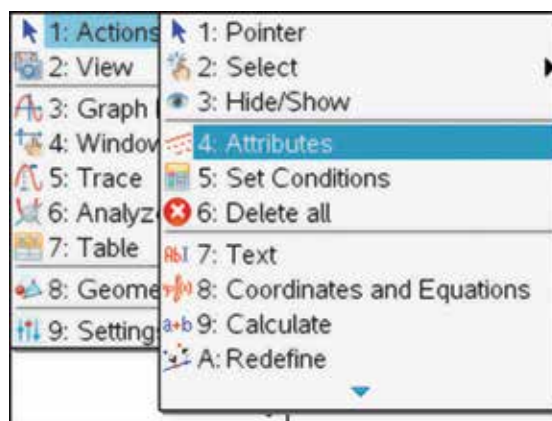 1: Actions
2: View
3: Graph
4: Window
5: Trace
6: Analyz
7: Table
8: Geome
9: Setting
1: Pointer
2: Select
3: Hide/Show
4: Attributes
5: Set Conditions
6: Delete all
7: Text
8: Coordinates and Equations
9: Calculate
A: Redefine